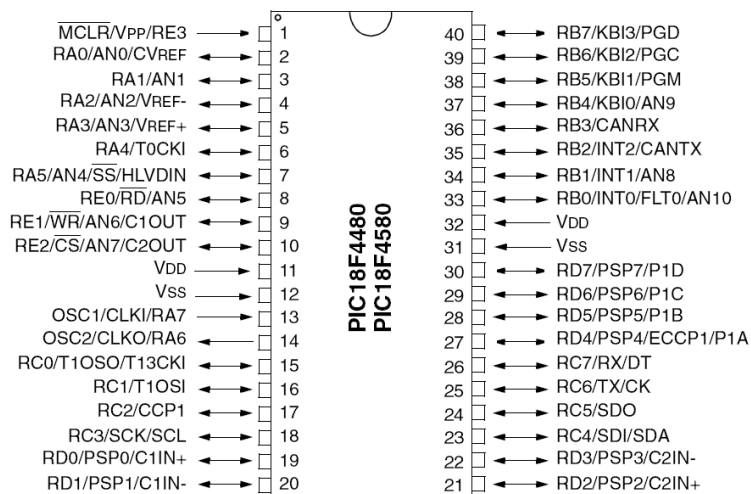 MCLR/VPP/RE3 1
RA0/AN0/CVREF 2
RA1/AN1 3
RA2/AN2/VREF- 4
RA3/AN3/VREF+ 5
RA4/T0CKI 6
RA5/AN4/SS/HLVDIN 7
RE0/RD/AN5 8
RE1/WR/AN6/C1OUT 9
RE2/CS/AN7/C2OUT 10
VDD 11
VSS 12
OSC1/CLKI/RA7 13
OSC2/CLKO/RA6 14
RC0/T1OSO/T13CKI 15
RC1/T1OSI 16
RC2/CCP1 17
RC3/SCK/SCL 18
RD0/PSP0/C1IN+ 19
RD1/PSP1/C1IN- 20
PIC18F4480
PIC18F4580
40 RB7/KBI3/PGD
39 RB6/KBI2/PGC
38 RB5/KBI1/PGM
37 RB4/KBI0/AN9
36 RB3/CANRX
35 RB2/INT2/CANTX
34 RB1/INT1/AN8
33 RB0/INT0/FLT0/AN10
32 VDD
31 VSS
30 RD7/PSP7/P1D
29 RD6/PSP6/P1C
28 RD5/PSP5/P1B
27 RD4/PSP4/ECCP1/P1A
26 RC7/RX/DT
25 RC6/TX/CK
24 RC5/SDO
23 RC4/SDI/SDA
22 RD3/PSP3/C2IN-
21 RD2/PSP2/C2IN+